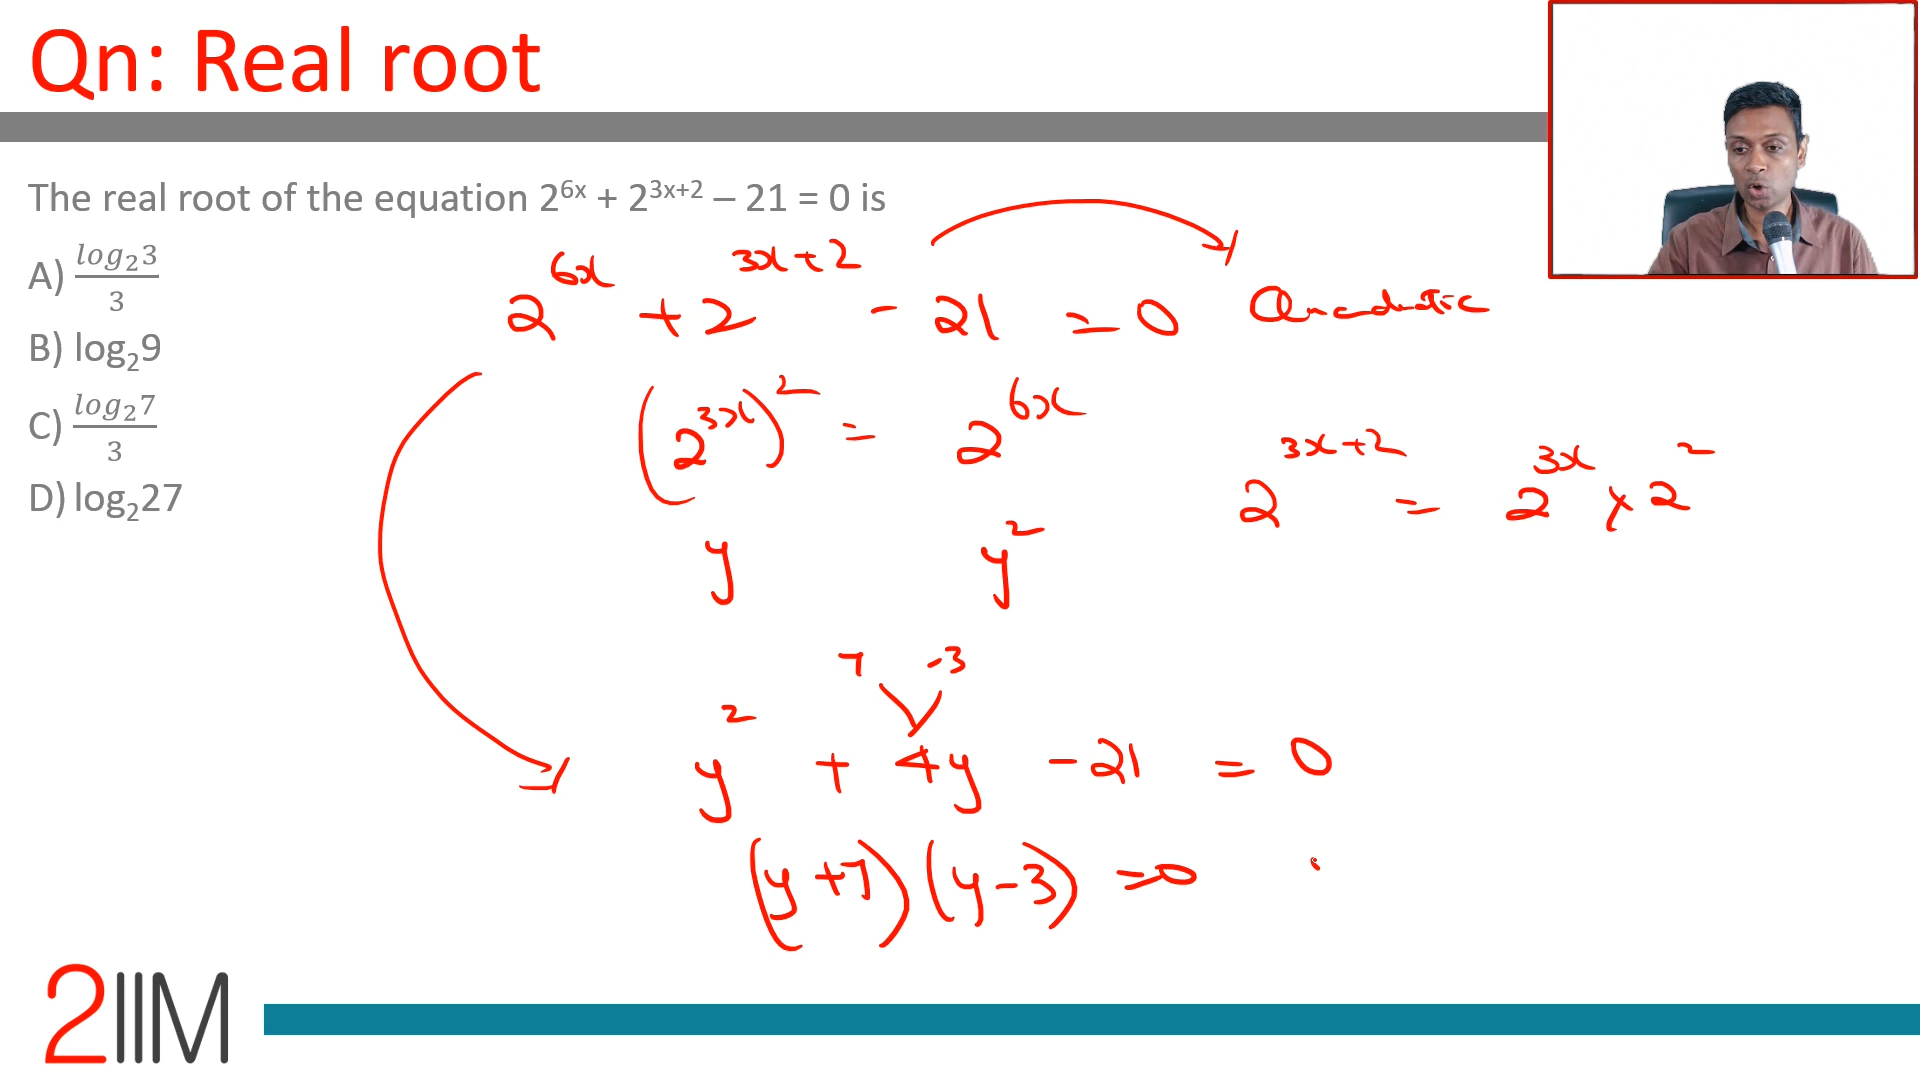 Qn: Real root
The real root of the equation 2^6x + 2^3x+2 – 21 = 0 is
A) log₂3/3
B) log₂9
C) log₂7/3
D) log₂27
2^6x + 2^3x+2 - 21 = 0 Quadratic
(2^3x)^2 = 2^6x
2^3x+2 = 2^3x × 2^2
y y^2
7 -3
y^2 + 4y - 21 = 0
(y+7)(y-3) = 0
2IIM